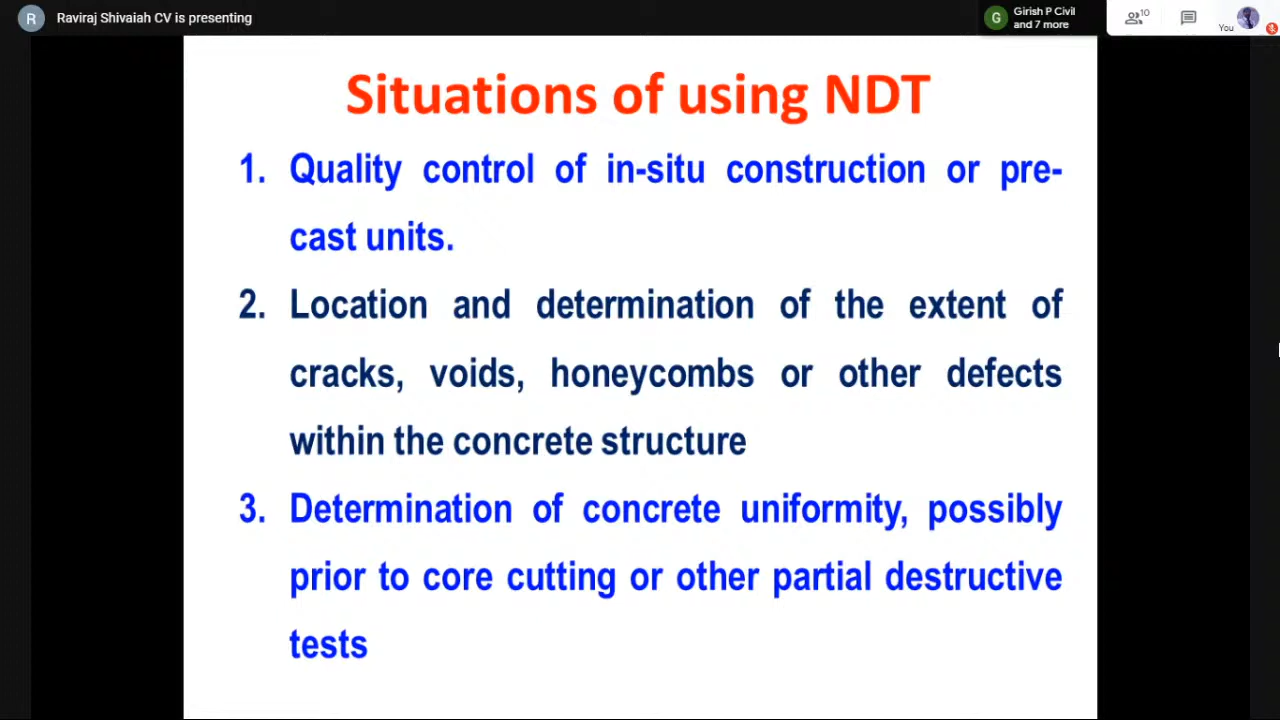 R Raviraj Shivaiah CV is presenting
G Girish P Civil
and 7 more
10
You
Situations of using NDT
1. Quality control of in-situ construction or pre-
cast units.
2. Location and determination of the extent of
cracks, voids, honeycombs or other defects
within the concrete structure
3. Determination of concrete uniformity, possibly
prior to core cutting or other partial destructive
tests